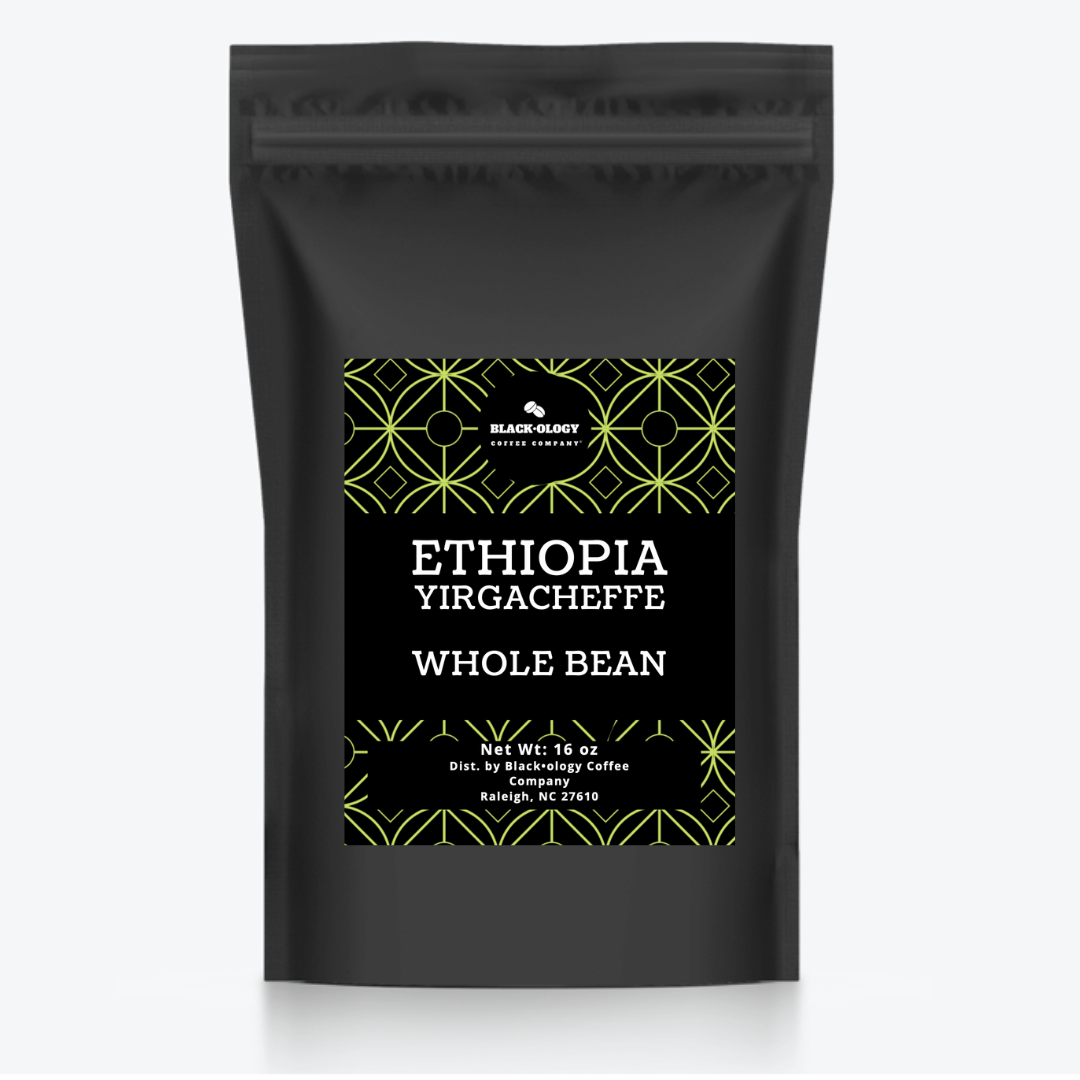 BLACK•OLOGY
COFFEE COMPANY
ETHIOPIA
YIRGACHEFFE
WHOLE BEAN
Net Wt: 16 oz
Dist. by Black•ology Coffee
Company
Raleigh, NC 27610